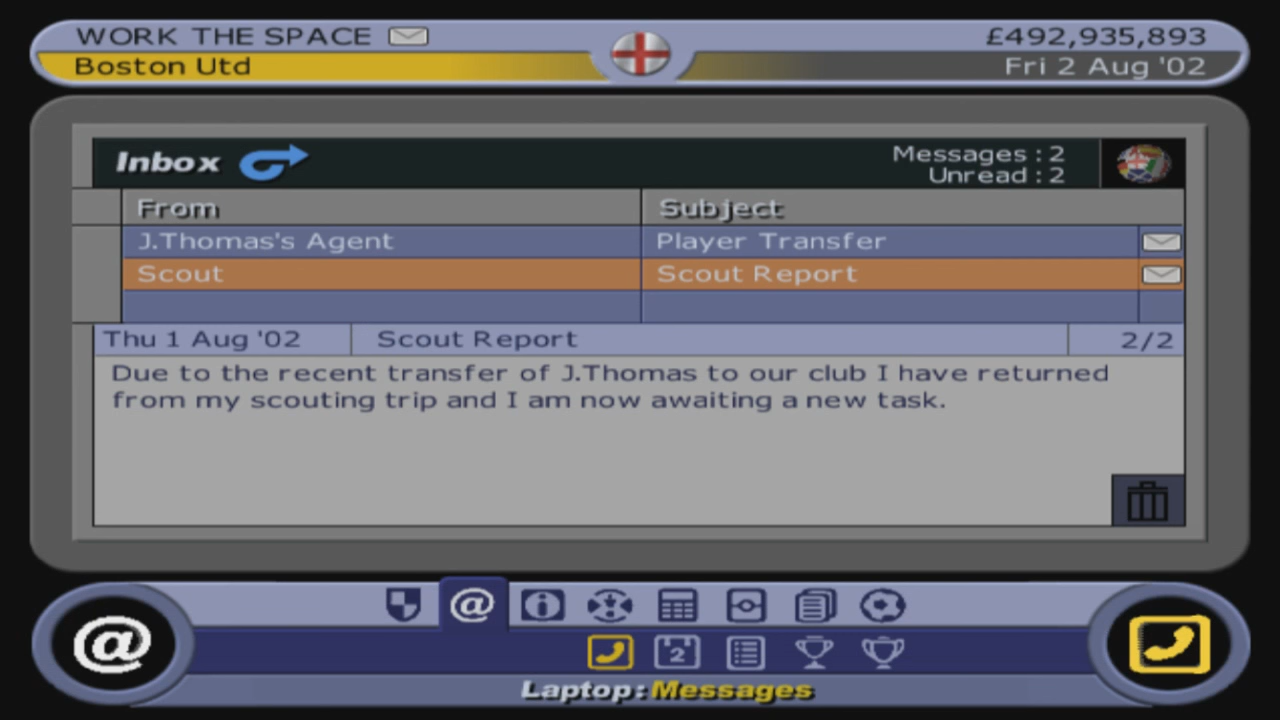 WORK THE SPACE
£492,935,893
Boston Utd
Fri 2 Aug '02
Inbox
Messages : 2
Unread : 2
From
Subject
J.Thomas's Agent
Player Transfer
Scout
Scout Report
Thu 1 Aug '02
Scout Report
2/2
Due to the recent transfer of J.Thomas to our club I have returned
from my scouting trip and I am now awaiting a new task.
@
@
2
Laptop: Messages